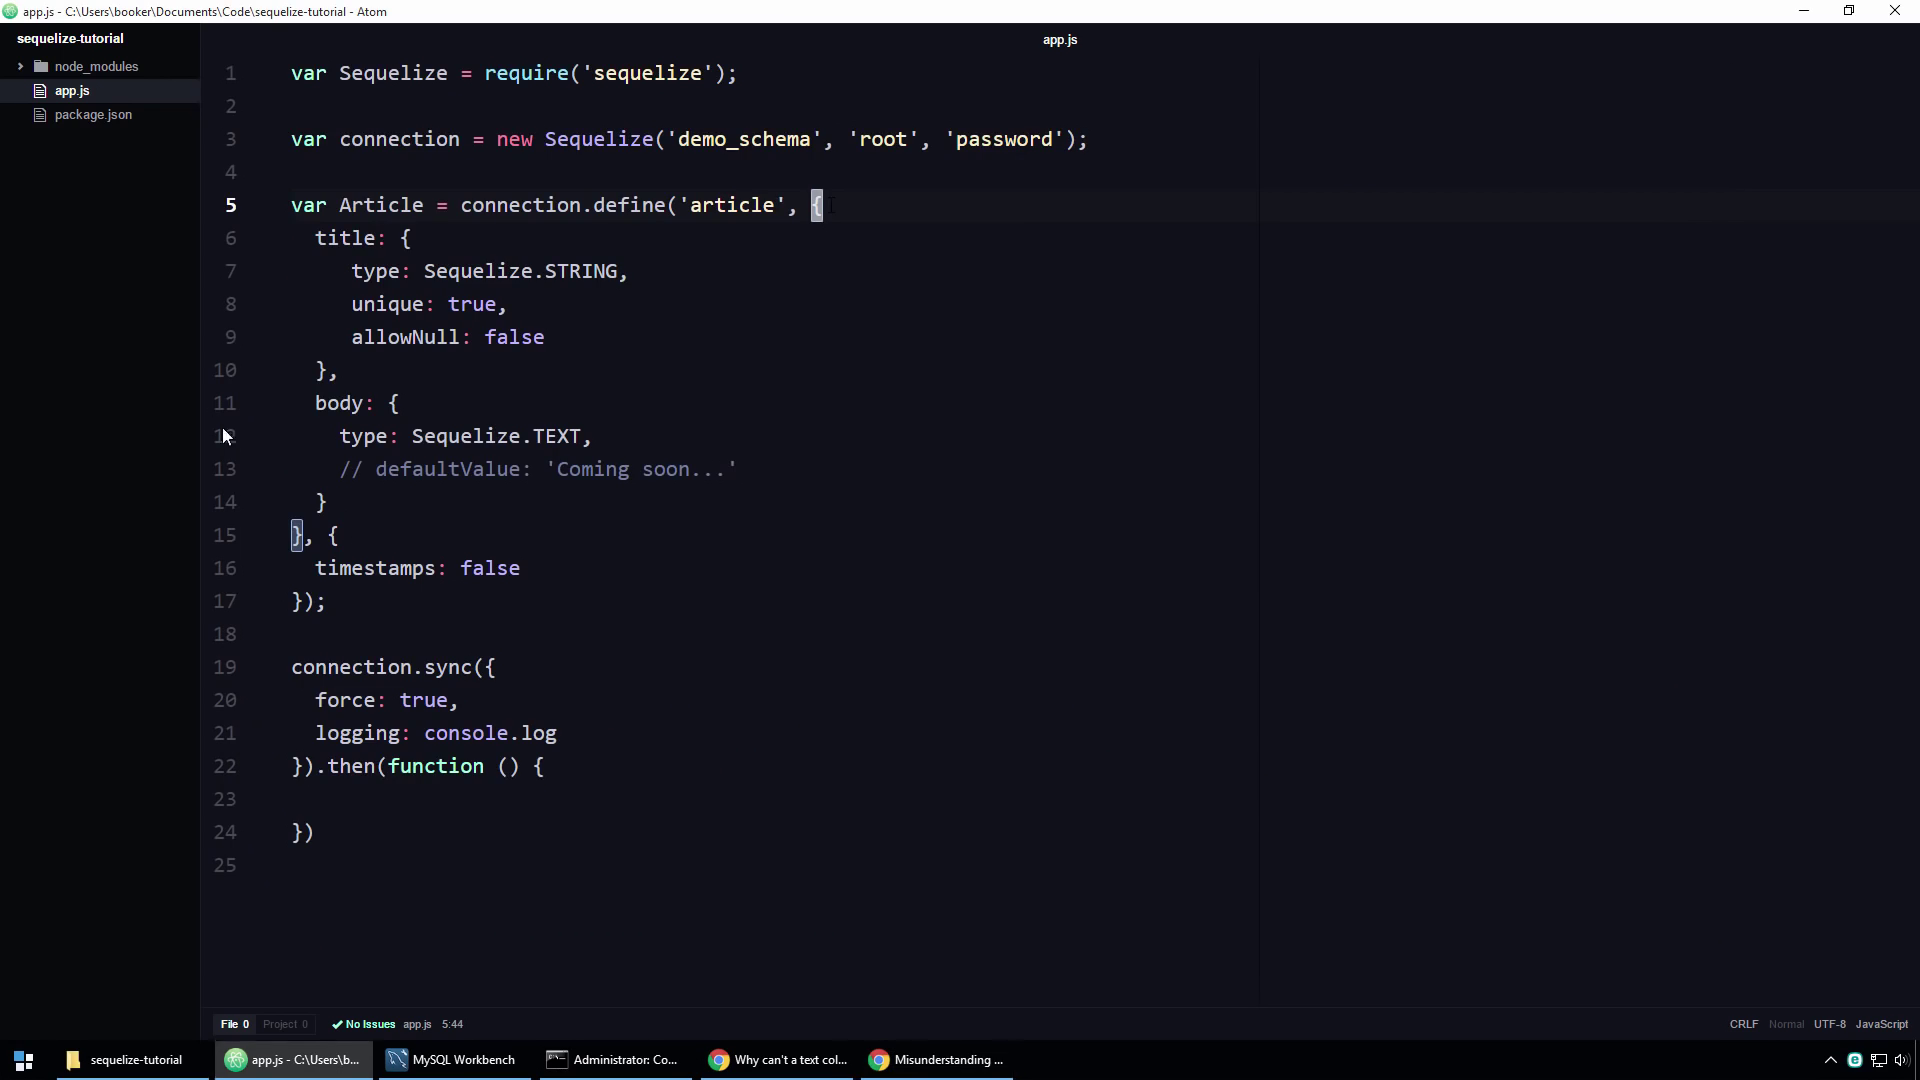 app.js - C:\Users\booker\Documents\Code\sequelize-tutorial - Atom
sequelize-tutorial
node_modules
app.js
package.json
app.js
1 var Sequelize = require('sequelize');
2
3 var connection = new Sequelize('demo_schema', 'root', 'password');
4
5 var Article = connection.define('article', {
6 title: {
7 type: Sequelize.STRING,
8 unique: true,
9 allowNull: false
10 },
11 body: {
12 type: Sequelize.TEXT,
13 // defaultValue: 'Coming soon...'
14 }
15 }, {
16 timestamps: false
17 });
18
19 connection.sync({
20 force: true,
21 logging: console.log
22 }).then(function () {
23
24 })
25
File 0 Project 0 No Issues app.js 5:44 CRLF Normal UTF-8 JavaScript
sequelize-tutorial app.js - C:\Users\b... MySQL Workbench Administrator: Co... Why can't a text col... Misunderstanding ...